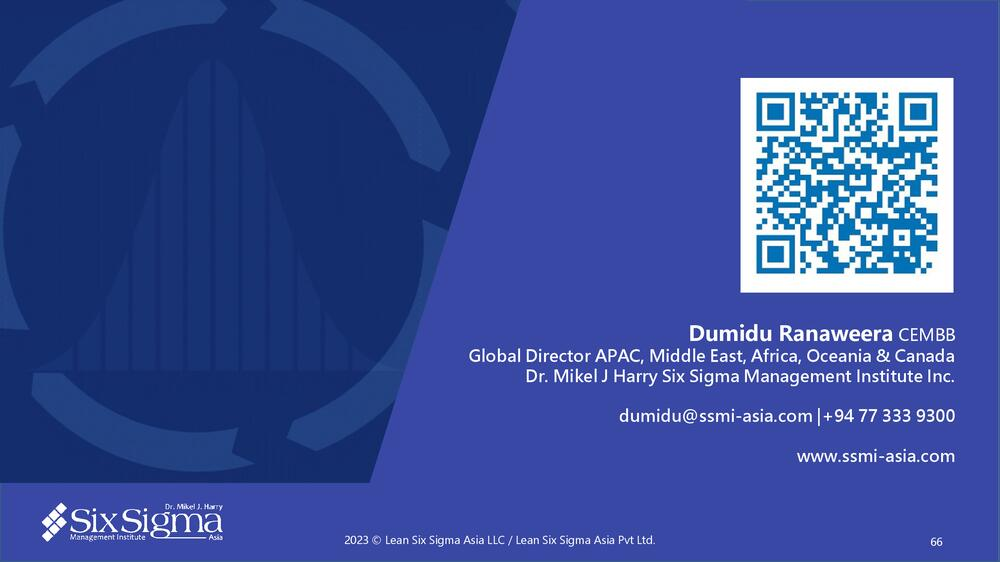 Dumidu Ranaweera CEMBB
Global Director APAC, Middle East, Africa, Oceania & Canada
Dr. Mikel J Harry Six Sigma Management Institute Inc.
dumidu@ssmi-asia.com |+94 77 333 9300
www.ssmi-asia.com
Dr. Mikel J. Harry
Six Sigma
Management Institute Asia
2023 © Lean Six Sigma Asia LLC / Lean Six Sigma Asia Pvt Ltd.
66